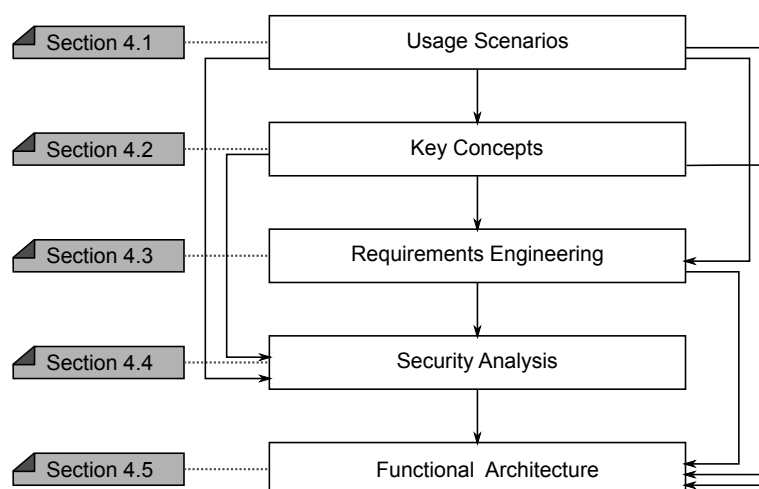 Section 4.1
Usage Scenarios
Section 4.2
Key Concepts
Section 4.3
Requirements Engineering
Section 4.4
Security Analysis
Section 4.5
Functional Architecture